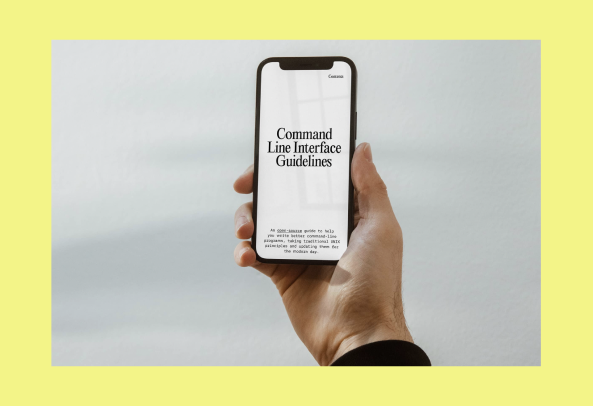 Contents
Command
Line Interface
Guidelines
An open-source guide to help
you write better command-line
programs, taking traditional UNIX
principles and updating them for
the modern day.